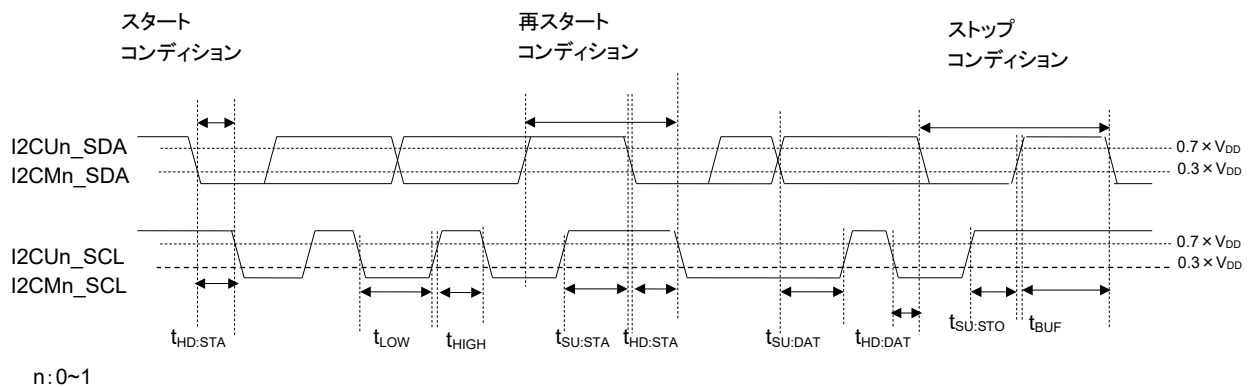 スタート
コンディション
再スタート
コンディション
ストップ
コンディション
I2CUn_SDA
I2CMn_SDA
0.7 × VDD
0.3 × VDD
I2CUn_SCL
I2CMn_SCL
0.7 × VDD
0.3 × VDD
tHD:STA
tLOW
tHIGH
tSU:STA
tHD:STA
tSU:DAT
tHD:DAT
tSU:STO
tBUF
n:0~1